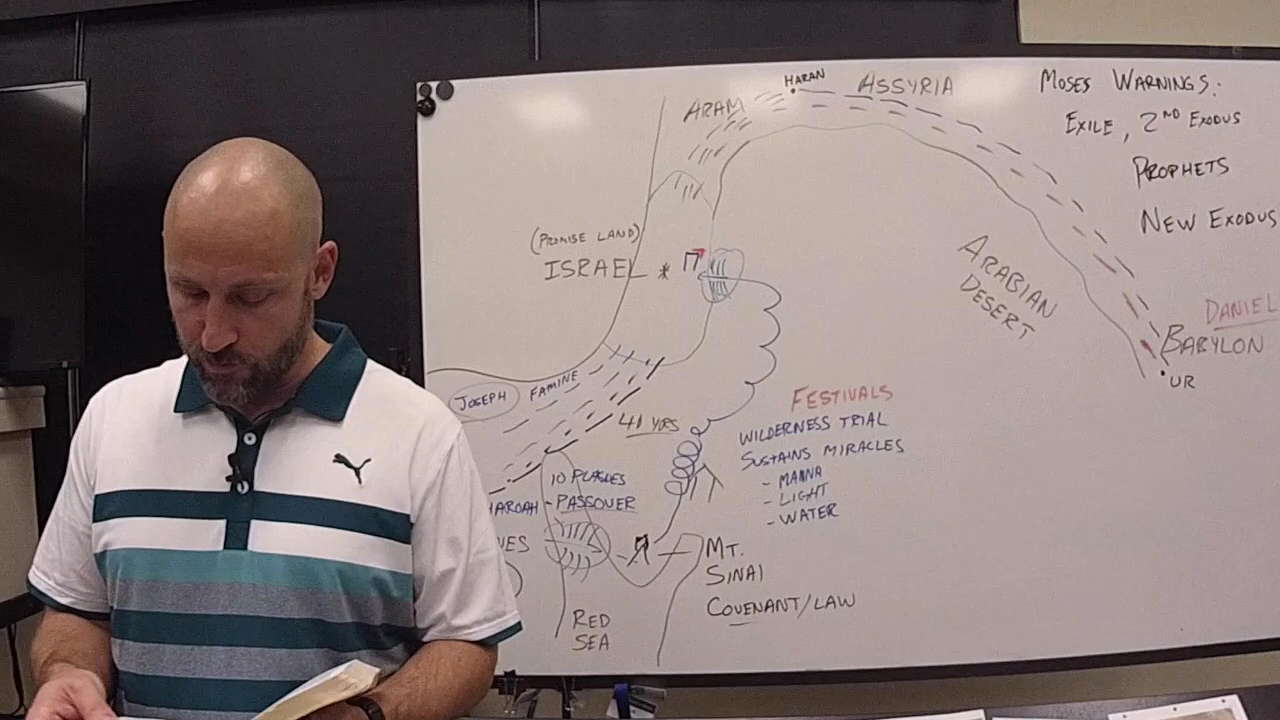 HARAN
ASSYRIA
ARAM
MOSES WARNINGS:
EXILE, 2ND EXODUS
PROPHETS
NEW EXODUS
(PROMISE LAND)
ISRAEL *
ARABIAN
DESERT
DANIEL
BABYLON
UR
JOSEPH
FAMINE
40 YRS
FESTIVALS
WILDERNESS TRIAL
SUSTAINS MIRACLES
- MANNA
- LIGHT
- WATER
10 PLAGUES
HAROAH - PASSOVER
VES
MT.
SINAI
COVENANT/LAW
RED
SEA